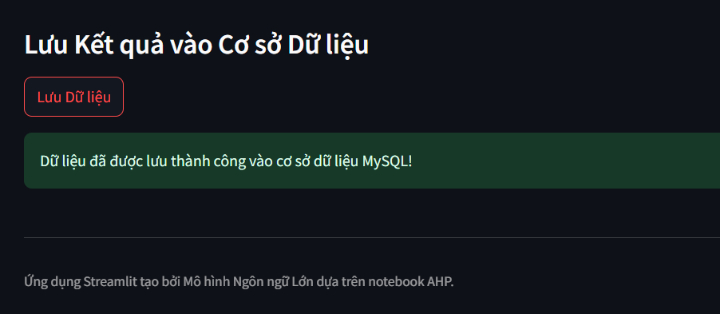 Lưu Kết quả vào Cơ sở Dữ liệu
Lưu Dữ liệu
Dữ liệu đã được lưu thành công vào cơ sở dữ liệu MySQL!
Ứng dụng Streamlit tạo bởi Mô hình Ngôn ngữ Lớn dựa trên notebook AHP.